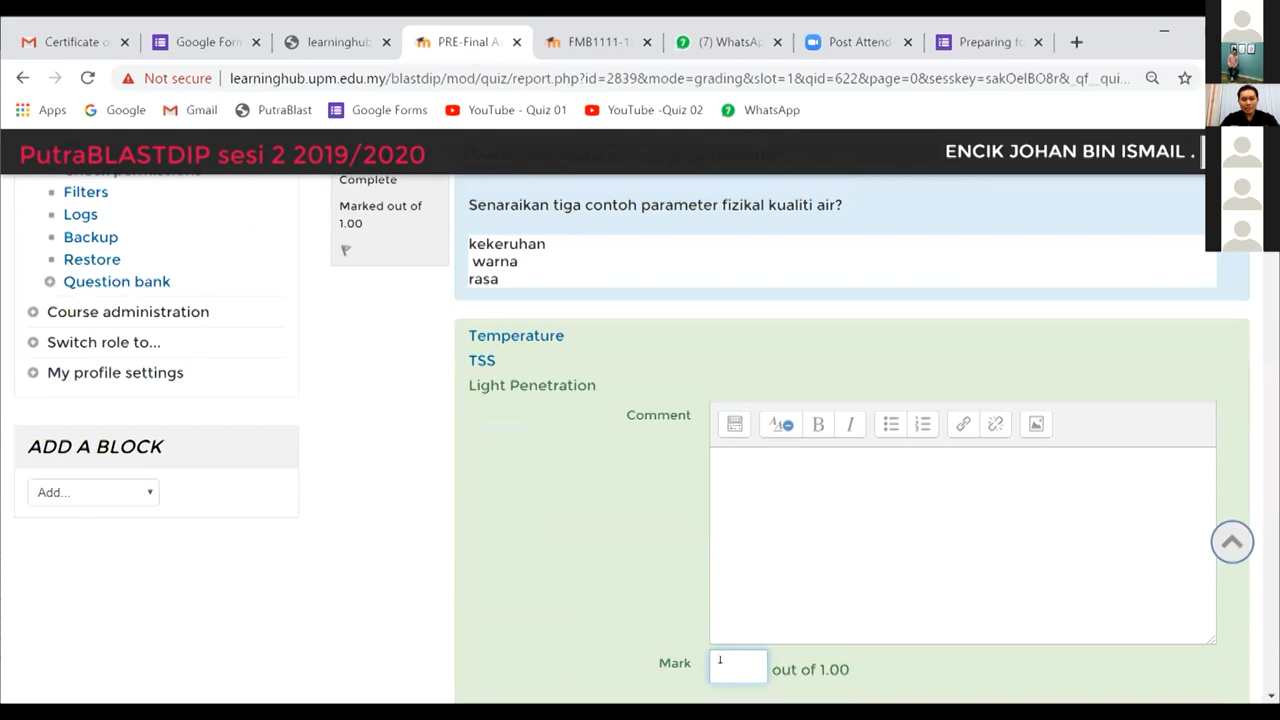 Certificate o
Google For
learninghub
PRE-Final A
FMB1111-1
(7) WhatsA
Post Attend
Preparing fo
Not secure
learninghub.upm.edu.my/blastdip/mod/quiz/report.php?id=2839&mode=grading&slot=1&qid=622&page=0&sesskey=sakOelBO8r&_qf__qui...
Apps
Google
Gmail
PutraBlast
Google Forms
YouTube - Quiz 01
YouTube -Quiz 02
WhatsApp
PutraBLASTDIP sesi 2 2019/2020
ENCIK JOHAN BIN ISMAIL .
Filters
Logs
Backup
Restore
Question bank
Course administration
Switch role to...
My profile settings
ADD A BLOCK
Add...
Complete
Marked out of
1.00
Senaraikan tiga contoh parameter fizikal kualiti air?
kekeruhan
warna
rasa
Temperature
TSS
Light Penetration
Comment
Mark
out of 1.00